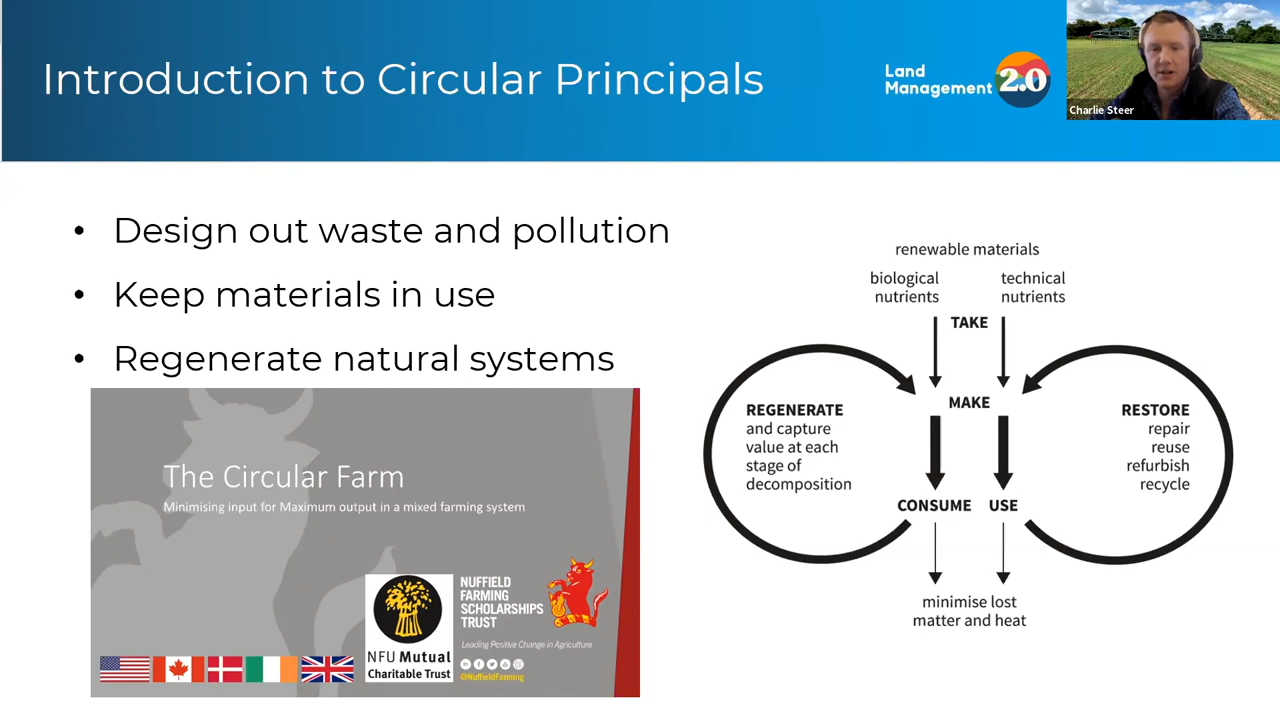 Introduction to Circular Principals
Land
Management 2.0
Charlie Steer
• Design out waste and pollution
• Keep materials in use
• Regenerate natural systems
The Circular Farm
Minimising input for Maximum output in a mixed farming system
NFU Mutual
Charitable Trust
NUFFIELD
FARMING
SCHOLARSHIPS
TRUST
Leading Positive Change in Agriculture
@NuffieldFarming
renewable materials
biological
nutrients
technical
nutrients
TAKE
MAKE
REGENERATE
and capture
value at each
stage of
decomposition
RESTORE
repair
reuse
refurbish
recycle
CONSUME USE
minimise lost
matter and heat